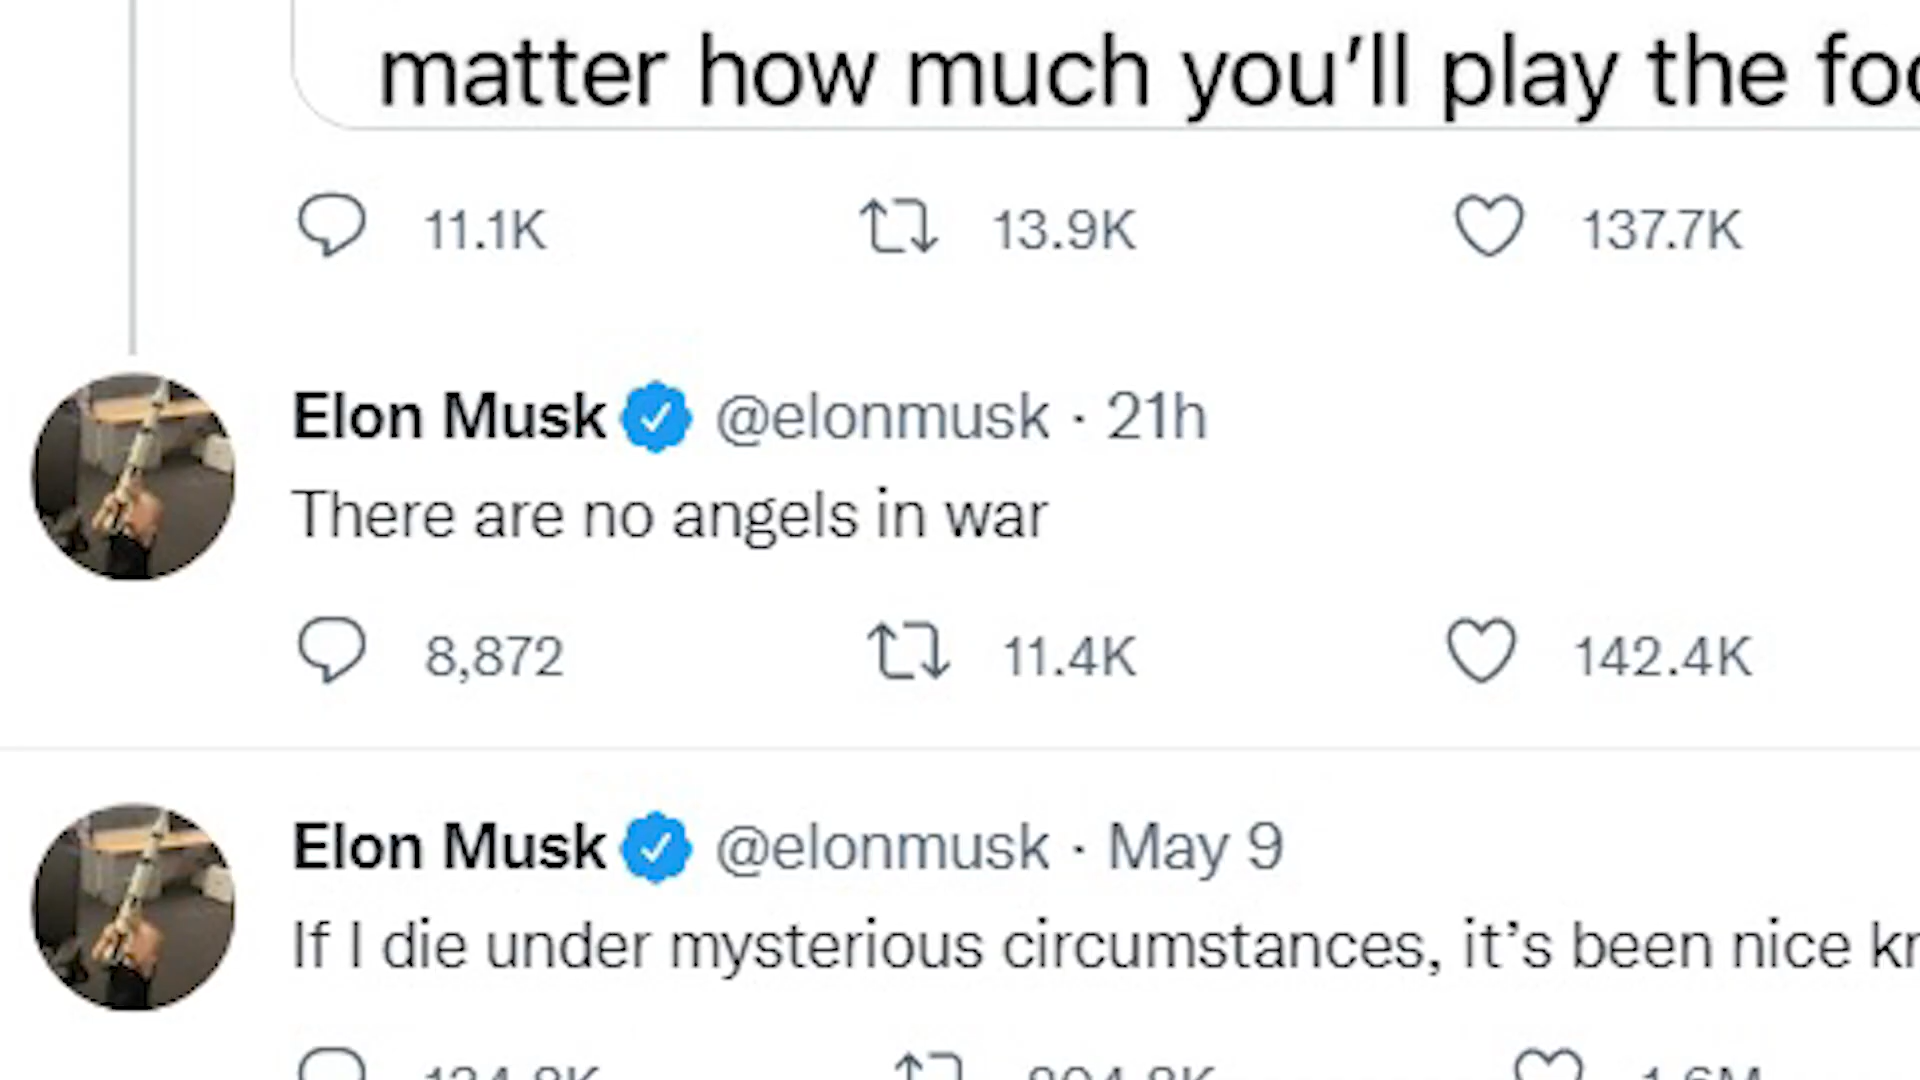 matter how much you’ll play the
11.1K 13.9K 137.7K
Elon Musk @elonmusk · 21h
There are no angels in war
8,872 11.4K 142.4K
Elon Musk @elonmusk · May 9
If I die under mysterious circumstances, it’s been nice